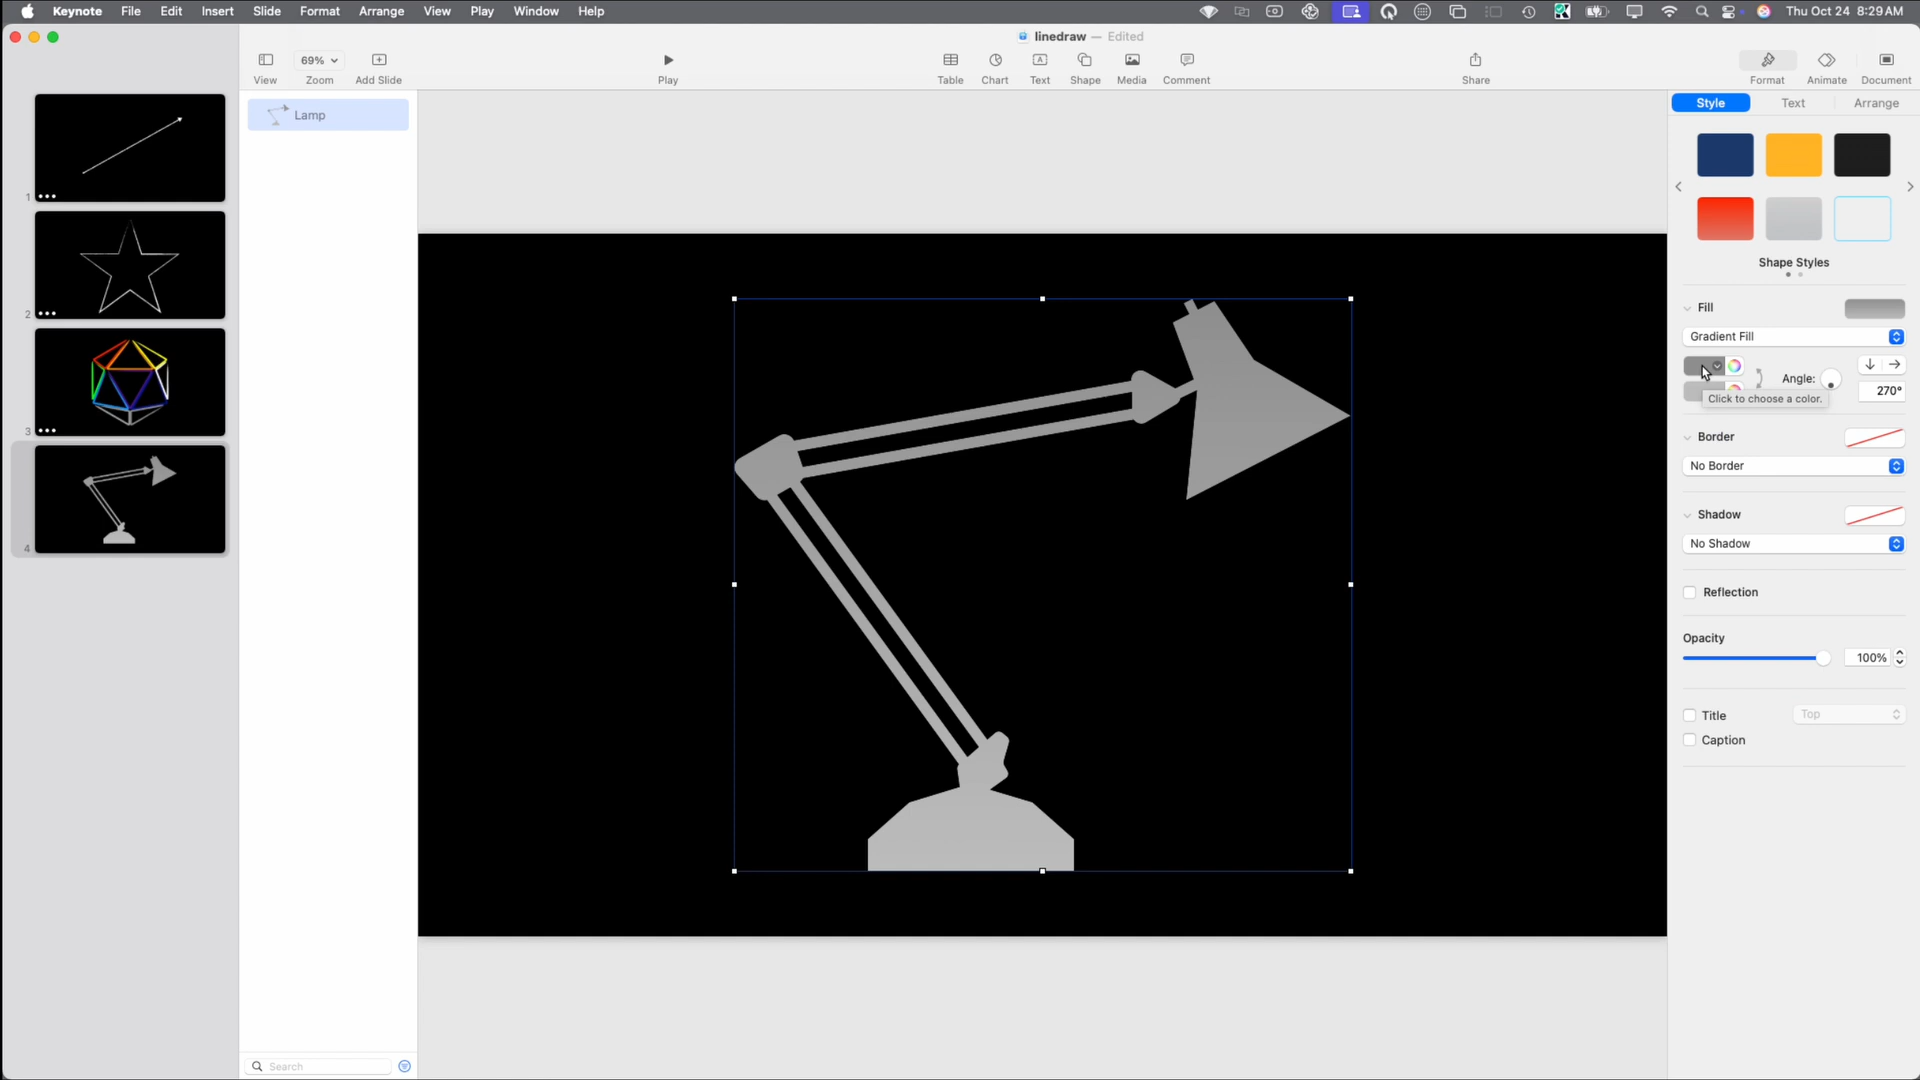 Keynote File Edit Insert Slide Format Arrange View Play Window Help Thu Oct 24 8:29 AM
linedraw — Edited
69%
View Zoom Add Slide Play Table Chart Text Shape Media Comment Share Format Animate Document
Style Text Arrange
Lamp
1
2
3
4
Shape Styles
Fill
Gradient Fill
Angle:
270°
Click to choose a color.
Border
No Border
Shadow
No Shadow
Reflection
Opacity
100%
Title Top
Caption
Search